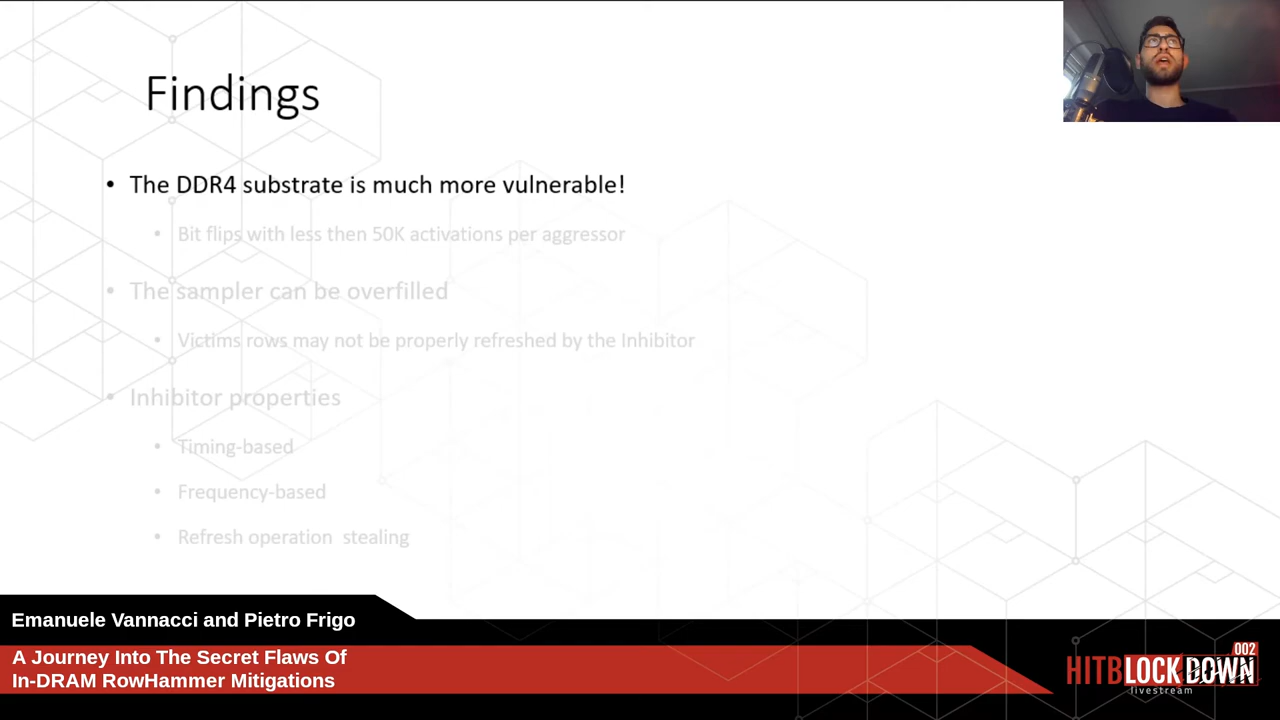 Findings
• The DDR4 substrate is much more vulnerable!
• Bit flips with less then 50K activations per aggressor
• The sampler can be overfilled
• Victims rows may not be properly refreshed by the Inhibitor
• Inhibitor properties
• Timing-based
• Frequency-based
• Refresh operation  stealing
Emanuele Vannacci and Pietro Frigo
A Journey Into The Secret Flaws Of
In-DRAM RowHammer Mitigations
002
HITBLOCKDOWN
livestream